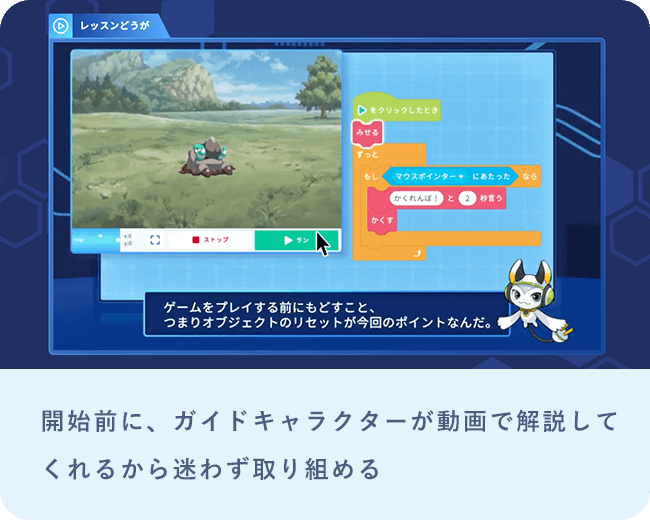 レッスンどうが
をクリックしたとき
みせる
ずっと
もし マウスポインター にあたった なら
かくれんぼ！ と 2 秒言う
かくす
x:0
y:0
ストップ
ラン
ゲームをプレイする前にもどすこと、
つまりオブジェクトのリセットが今回のポイントなんだ。
開始前に、ガイドキャラクターが動画で解説して
くれるから迷わず取り組める